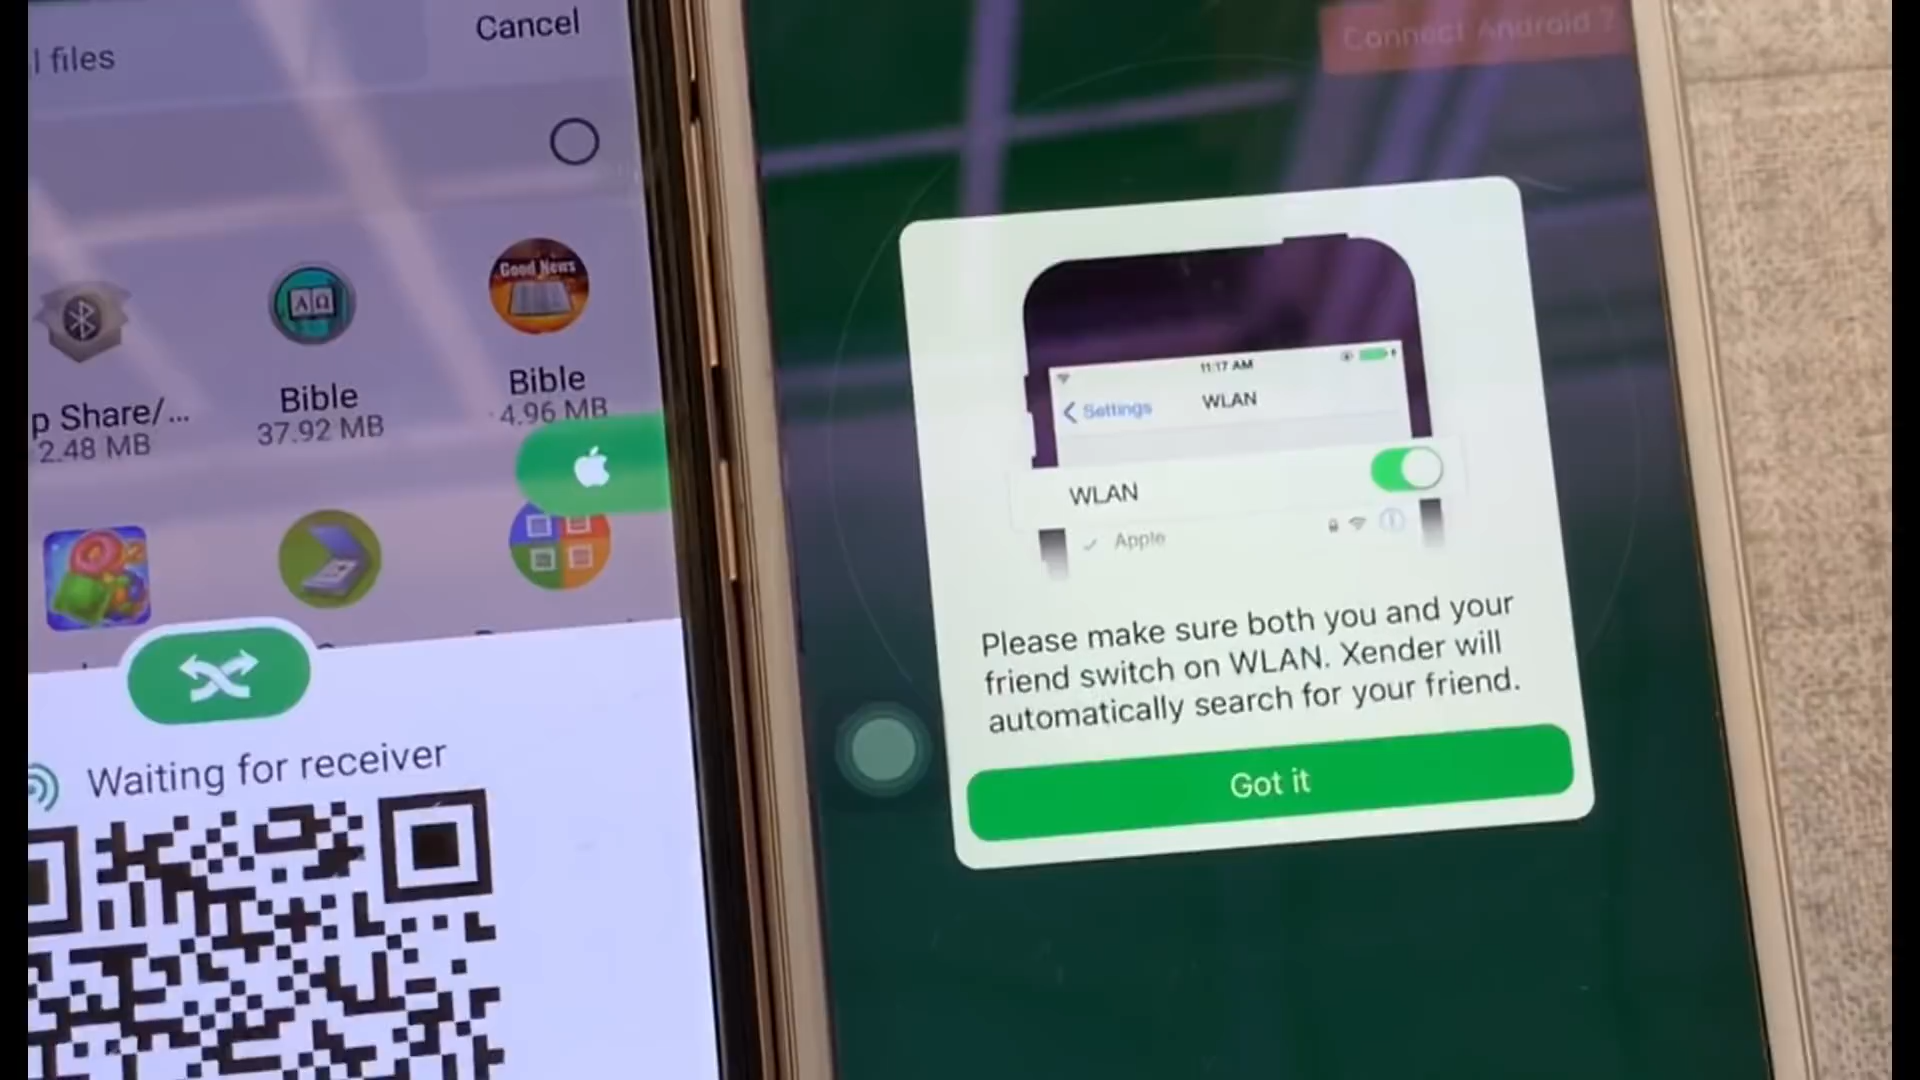 Cancel
l files
Good News
ΑΩ
p Share/...
2.48 MB
Bible
37.92 MB
Bible
4.96 MB
Waiting for receiver
Connect Android ?
11:17 AM
Settings
WLAN
WLAN
Apple
Please make sure both you and your
friend switch on WLAN. Xender will
automatically search for your friend.
Got it